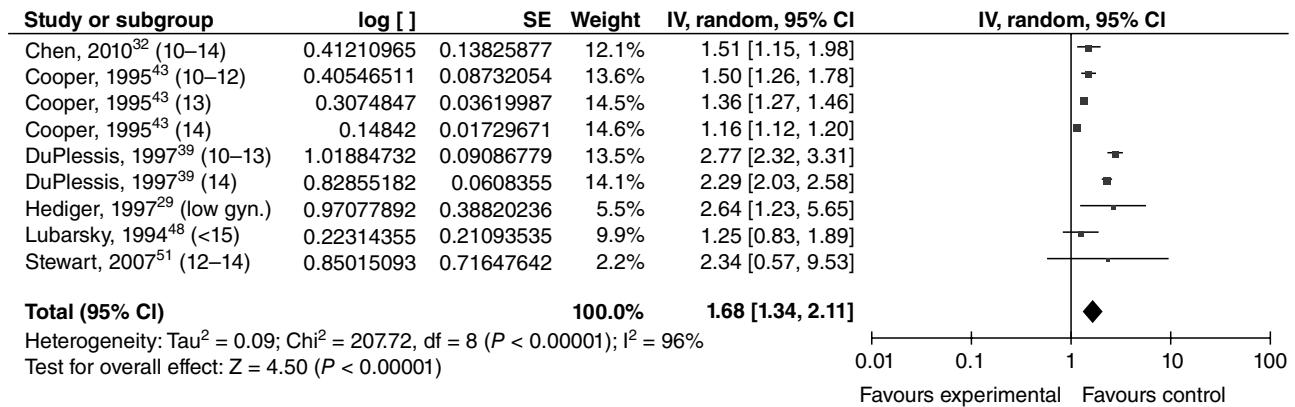 Study or subgroup log [ ] SE Weight IV, random, 95% CI IV, random, 95% CI
Chen, 2010³² (10–14) 0.41210965 0.13825877 12.1% 1.51 [1.15, 1.98]
Cooper, 1995⁴³ (10–12) 0.40546511 0.08732054 13.6% 1.50 [1.26, 1.78]
Cooper, 1995⁴³ (13) 0.3074847 0.03619987 14.5% 1.36 [1.27, 1.46]
Cooper, 1995⁴³ (14) 0.14842 0.01729671 14.6% 1.16 [1.12, 1.20]
DuPlessis, 1997³⁹ (10–13) 1.01884732 0.09086779 13.5% 2.77 [2.32, 3.31]
DuPlessis, 1997³⁹ (14) 0.82855182 0.0608355 14.1% 2.29 [2.03, 2.58]
Hediger, 1997²⁹ (low gyn.) 0.97077892 0.38820236 5.5% 2.64 [1.23, 5.65]
Lubarsky, 1994⁴⁸ (<15) 0.22314355 0.21093535 9.9% 1.25 [0.83, 1.89]
Stewart, 2007⁵¹ (12–14) 0.85015093 0.71647642 2.2% 2.34 [0.57, 9.53]
Total (95% CI) 100.0% 1.68 [1.34, 2.11]
Heterogeneity: Tau² = 0.09; Chi² = 207.72, df = 8 (P < 0.00001); I² = 96%
Test for overall effect: Z = 4.50 (P < 0.00001)
0.01 0.1 1 10 100
Favours experimental Favours control